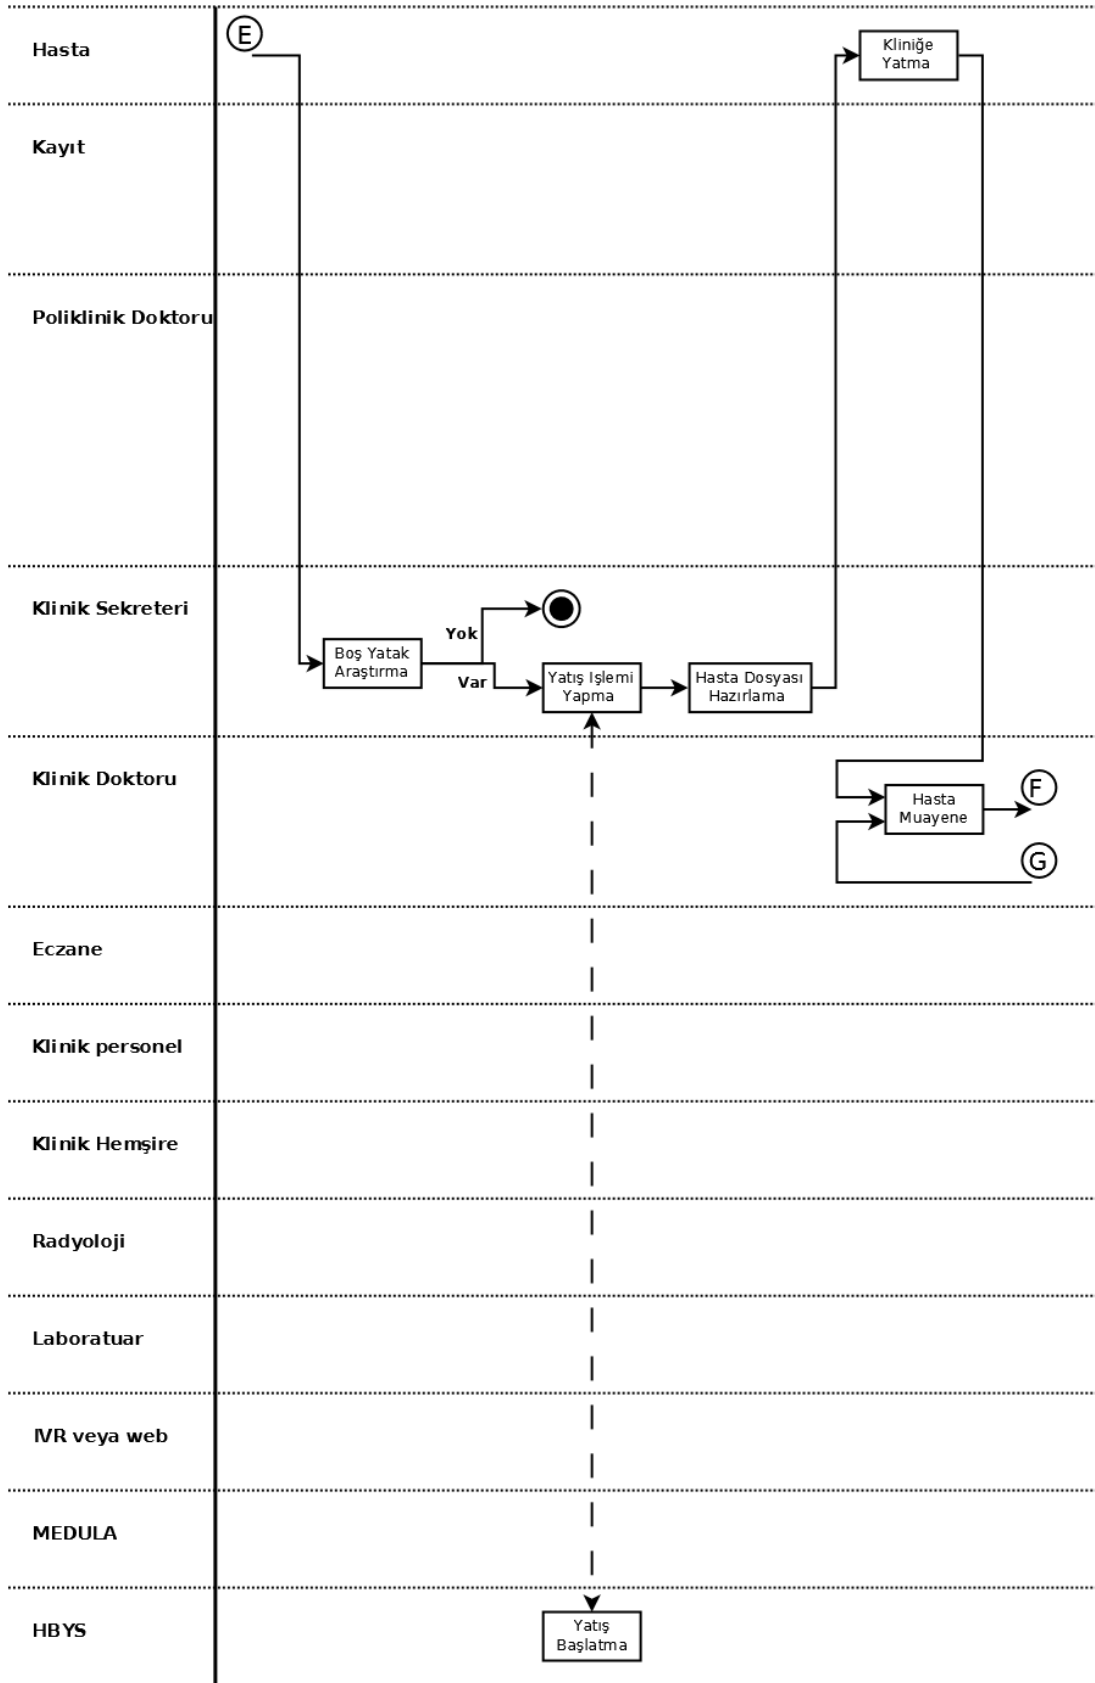 Hasta
E
Kliniğe
Yatma
Kayıt
Poliklinik Doktoru
Klinik Sekreteri
Yok
Boş Yatak
Araştırma
Var
Yatış Işlemi
Yapma
Hasta Dosyası
Hazırlama
Klinik Doktoru
Hasta
Muayene
F
G
Eczane
Klinik personel
Klinik Hemşire
Radyoloji
Laboratuar
IVR veya web
MEDULA
HBYS
Yatış
Başlatma